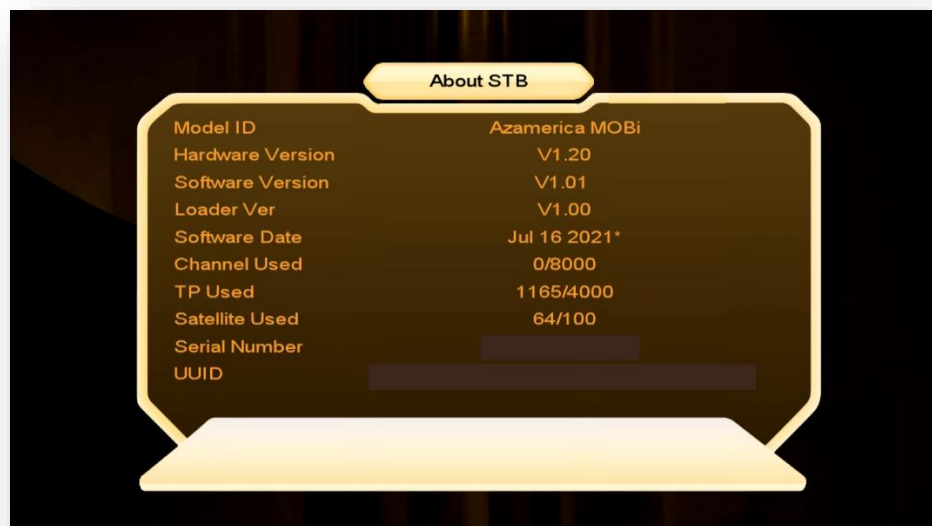 About STB
Model ID Azamerica MOBi
Hardware Version V1.20
Software Version V1.01
Loader Ver V1.00
Software Date Jul 16 2021*
Channel Used 0/8000
TP Used 1165/4000
Satellite Used 64/100
Serial Number
UUID